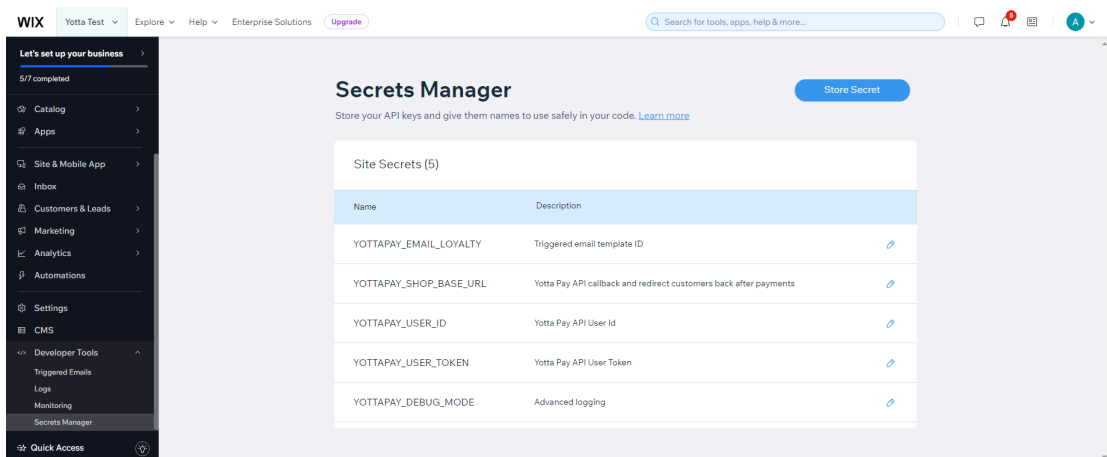 WIX Yotta Test Explore Help Enterprise Solutions Upgrade Search for tools, apps, help & more... 5 A
Let's set up your business
5/7 completed
Catalog
Apps
Site & Mobile App
Inbox
Customers & Leads
Marketing
Analytics
Automations
Settings
CMS
Developer Tools
Triggered Emails
Logs
Monitoring
Secrets Manager
Quick Access
Secrets Manager
Store Secret
Store your API keys and give them names to use safely in your code. Learn more
Site Secrets (5)
Name Description
YOTTAPAY_EMAIL_LOYALTY Triggered email template ID
YOTTAPAY_SHOP_BASE_URL Yotta Pay API callback and redirect customers back after payments
YOTTAPAY_USER_ID Yotta Pay API User Id
YOTTAPAY_USER_TOKEN Yotta Pay API User Token
YOTTAPAY_DEBUG_MODE Advanced logging